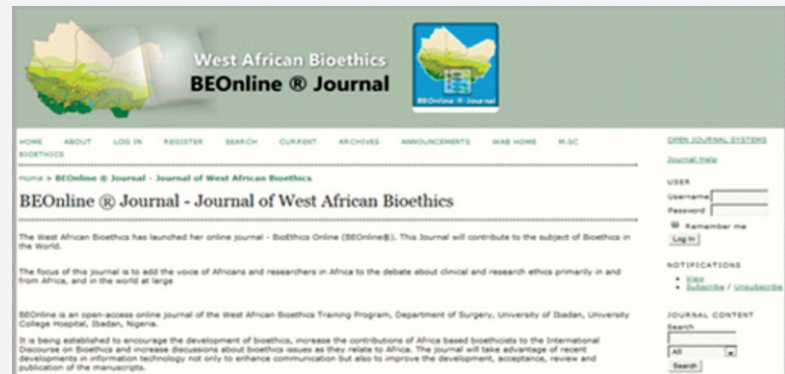 West African Bioethics
BEOnline ® Journal
BEOnline ® Journal
HOME ABOUT LOG IN REGISTER SEARCH CURRENT ARCHIVES ANNOUNCEMENTS WAB HOME M.SC
BIOETHICS
Home > BEOnline ® Journal - Journal of West African Bioethics
BEOnline ® Journal - Journal of West African Bioethics
The West African Bioethics has launched her online journal - BioEthics Online (BEOnline®). This Journal will contribute to the subject of Bioethics in
the World.
The focus of this journal is to add the voice of Africans and researchers in Africa to the debate about clinical and research ethics primarily in and
from Africa, and in the world at large
BEOnline is an open-access online journal of the West African Bioethics Training Program, Department of Surgery, University of Ibadan, University
College Hospital, Ibadan, Nigeria.
It is being established to encourage the development of bioethics, increase the contributions of Africa based bioethicists to the International
Discourse on Bioethics and increase discussions about bioethics issues as they relate to Africa. The journal will take advantage of recent
developments in information technology not only to enhance communication but also to improve the development, acceptance, review and
publication of the manuscripts.
OPEN JOURNAL SYSTEMS
Journal Help
USER
Username
Password
Remember me
Log In
NOTIFICATIONS
View
Subscribe / Unsubscribe
JOURNAL CONTENT
Search
All
Search